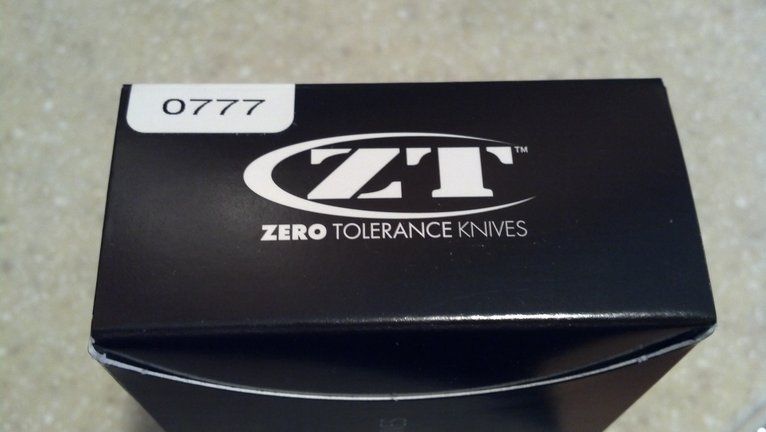 0777
ZT™
ZERO TOLERANCE KNIVES